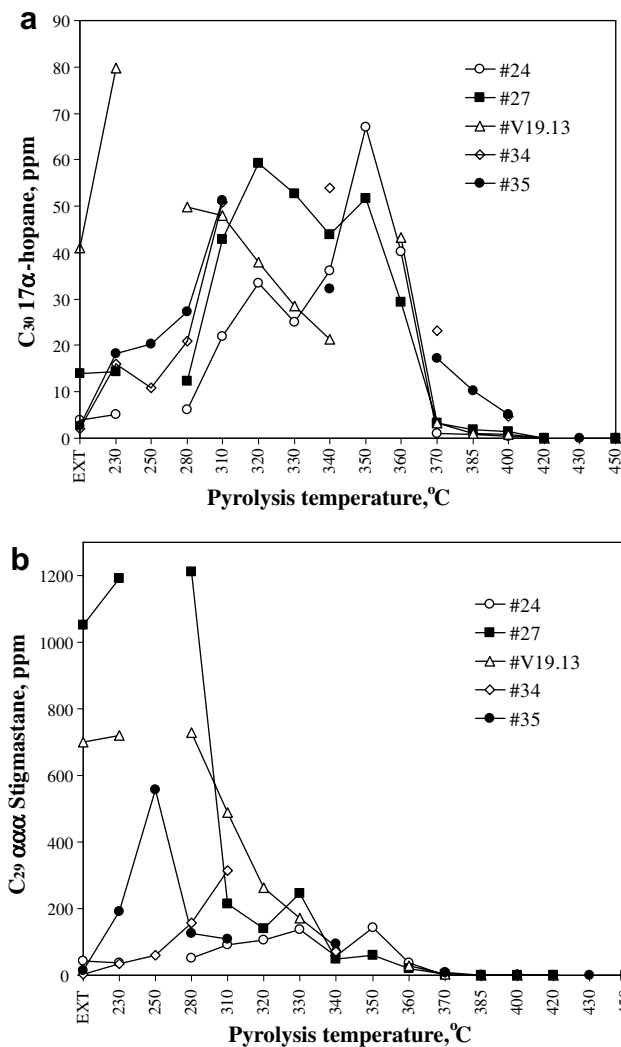 a
90
80
70
60
50
40
30
20
10
0
C30 17α-hopane, ppm
#24
#27
#V19.13
#34
#35
EXT 230 250 280 310 320 330 340 350 360 370 385 400 420 430 450
Pyrolysis temperature,°C
b
1200
1000
800
600
400
200
0
C29 ααα Stigmastane, ppm
#24
#27
#V19.13
#34
#35
EXT 230 250 280 310 320 330 340 350 360 370 385 400 420 430
Pyrolysis temperature,°C